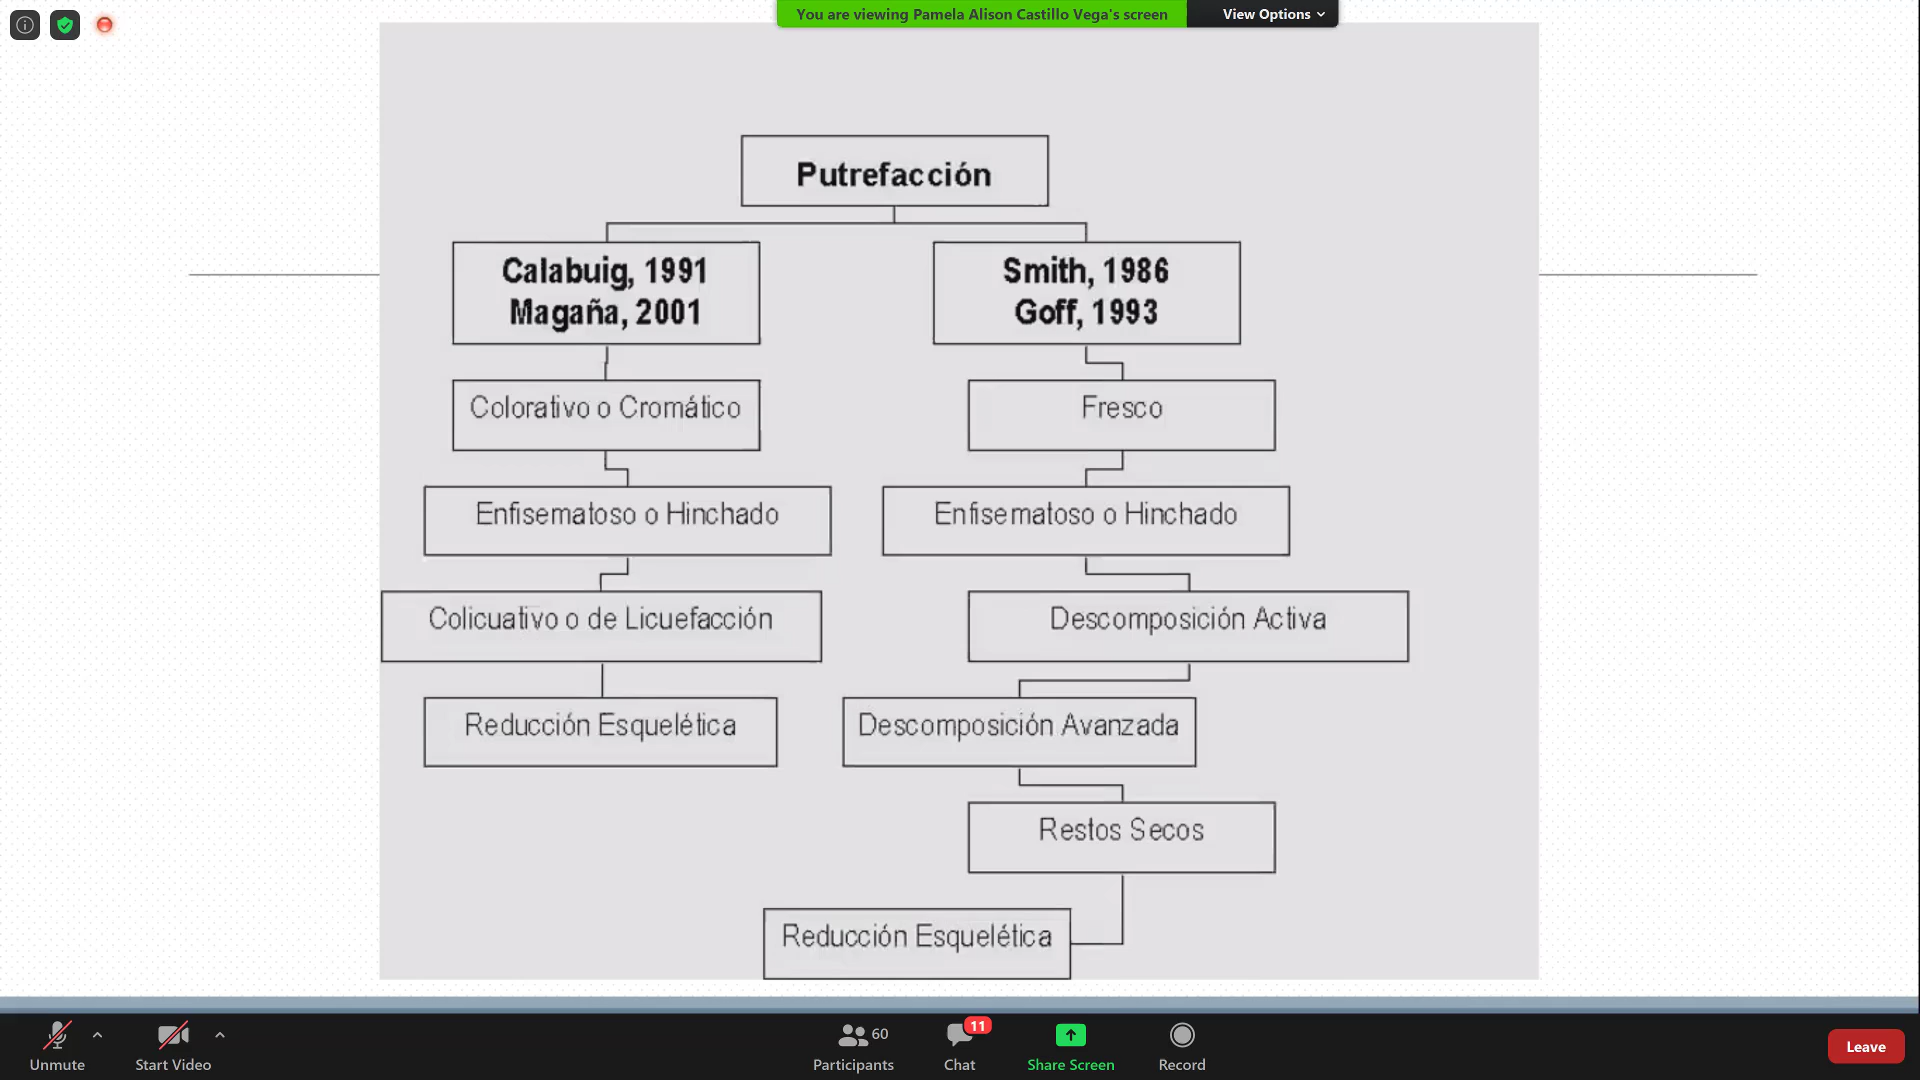 You are viewing Pamela Alison Castillo Vega's screen
View Options
Putrefacción
Calabuig, 1991
Magaña, 2001
Smith, 1986
Goff, 1993
Colorativo o Cromático
Fresco
Enfisematoso o Hinchado
Enfisematoso o Hinchado
Colicuativo o de Licuefacción
Descomposición Activa
Reducción Esquelética
Descomposición Avanzada
Restos Secos
Reducción Esquelética
Unmute
Start Video
60
Participants
11
Chat
Share Screen
Record
Leave